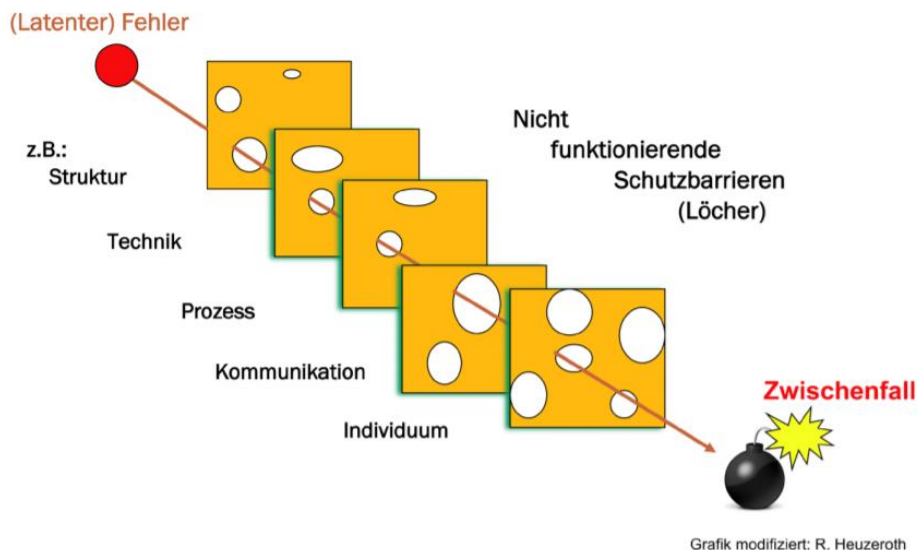 (Latenter) Fehler
z.B.:
Struktur
Technik
Prozess
Kommunikation
Individuum
Nicht
funktionierende
Schutzbarrieren
(Löcher)
Zwischenfall
Grafik modifiziert: R. Heuzeroth